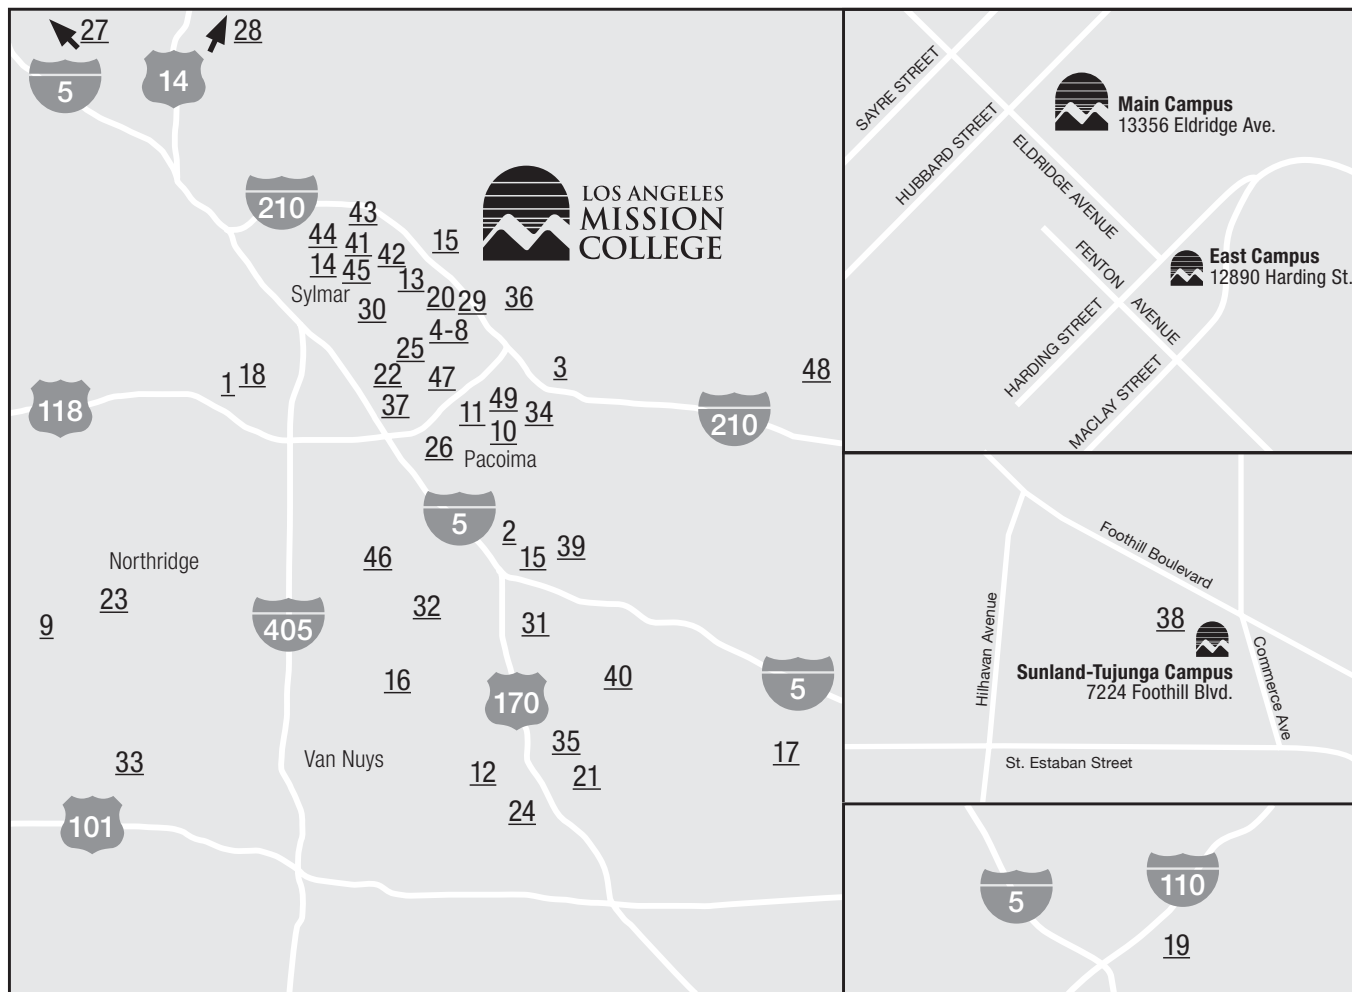 27
28
5
14
210
43
44
41
42
15
14
45
13
Sylmar
30
20
29
36
4-8
25
1
18
22
47
3
48
118
37
11
49
34
210
26
10
Pacoima
5
2
46
15
39
Northridge
23
32
9
405
31
16
170
40
5
33
Van Nuys
35
12
21
17
24
101
LOS ANGELES
MISSION
COLLEGE
SAYRE STREET
HUBBARD STREET
Main Campus
13356 Eldridge Ave.
ELDRIDGE AVENUE
FENTON AVENUE
East Campus
12890 Harding St.
HARDING STREET
MACLAY STREET
Foothill Boulevard
Hilhavan Avenue
38
Sunland-Tujunga Campus
7224 Foothill Blvd.
Commerce Ave
St. Estaban Street
5
110
19